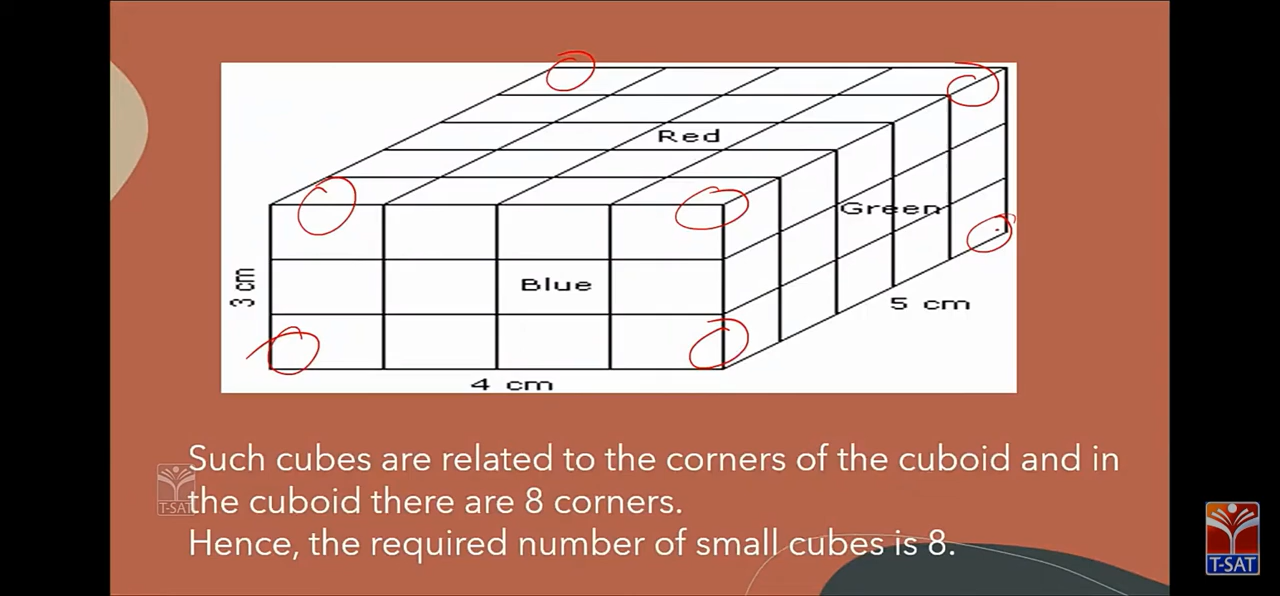 Red
Green
3 cm
Blue
5 cm
4 cm
Such cubes are related to the corners of the cuboid and in
the cuboid there are 8 corners.
Hence, the required number of small cubes is 8.
T-SAT
T-SAT